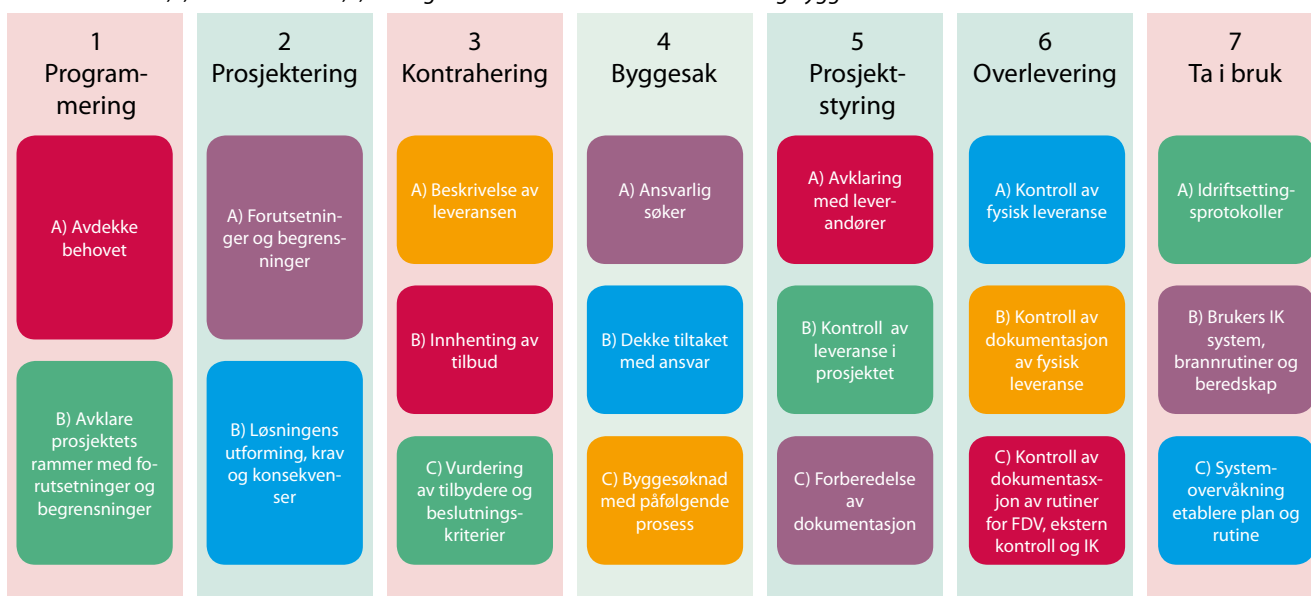 1
Program-
mering
A) Avdekke
behovet
B) Avklare
prosjektets
rammer med fo-
rutsetninger og
begrensninger
2
Prosjektering
A) Forutsetnin-
ger og begrens-
ninger
B) Løsningens
utforming, krav
og konsekven-
ser
3
Kontrahering
A) Beskrivelse av
leveransen
B) Innhenting av
tilbud
C) Vurdering
av tilbydere og
beslutnings-
kriterier
4
Byggesak
A) Ansvarlig
søker
B) Dekke tiltaket
med ansvar
C) Byggesøknad
med påfølgende
prosess
5
Prosjekt-
styring
A) Avklaring
med lever-
andører
B) Kontroll av
leveranse i
prosjektet
C) Forberedelse
av
dokumentasjon
6
Overlevering
A) Kontroll av
fysisk leveranse
B) Kontroll av
dokumentasjon
av fysisk
leveranse
C) Kontroll av
dokumentasx-
jon av rutiner
for FDV, ekstern
kontroll og IK
7
Ta i bruk
A) Idriftsetting-
sprotokoller
B) Brukers IK
system,
brannrutiner og
beredskap
C) System-
overvåkning
etablere plan og
rutine